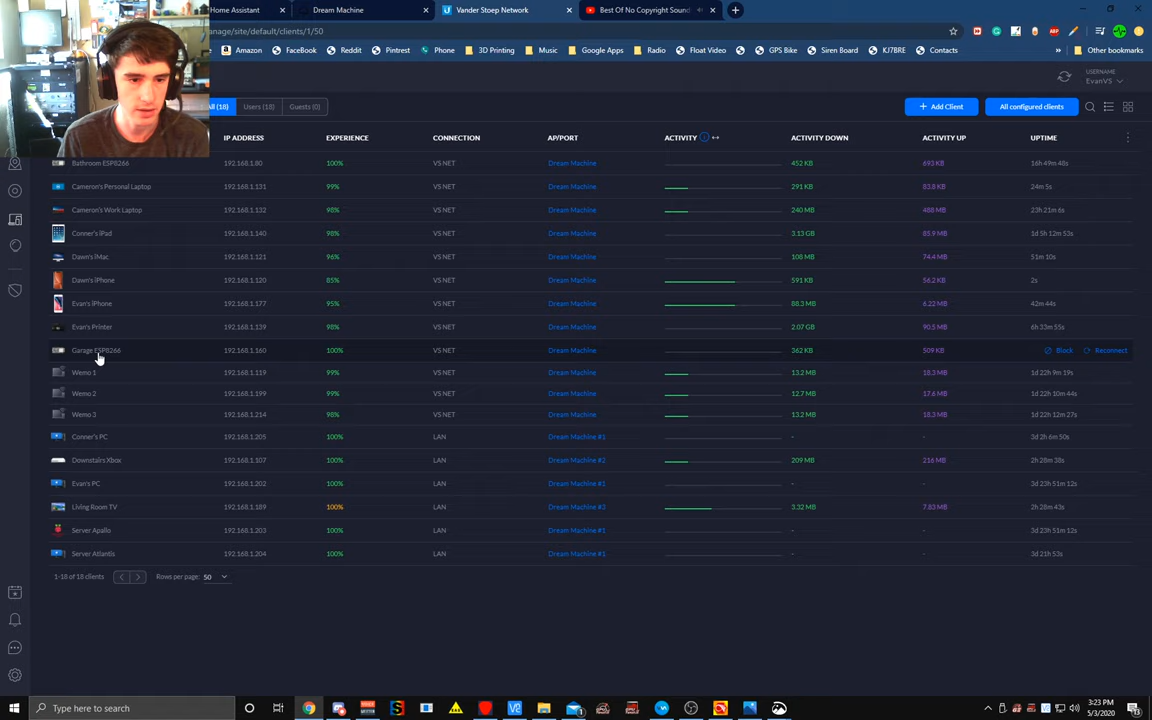 Home Assistant
Dream Machine
Vander Stoep Network
Best Of No Copyright Soun
anage/site/default/clients/1/50
Amazon
FaceBook
Reddit
Pintrest
Phone
3D Printing
Music
Google Apps
Radio
Float Video
GPS Bike
Siren Board
KJ7BRE
Contacts
»
Other bookmarks
USERNAME
EvanVS
All (18)
Users (18)
Guests (0)
+ Add Client
All configured clients
IP ADDRESS
EXPERIENCE
CONNECTION
AP/PORT
ACTIVITY
ACTIVITY DOWN
ACTIVITY UP
UPTIME
Bathroom ESP8266 192.168.1.80 100% VS NET Dream Machine 452 KB 693 KB 16h 49m 48s
Cameron's Personal Laptop 192.168.1.131 99% VS NET Dream Machine 291 KB 83.8 KB 24m 5s
Cameron's Work Laptop 192.168.1.132 98% VS NET Dream Machine 240 MB 488 MB 23h 21m 6s
Conner's iPad 192.168.1.140 98% VS NET Dream Machine 3.13 GB 85.9 MB 1d 5h 12m 53s
Dawn's iMac 192.168.1.121 96% VS NET Dream Machine 108 MB 74.4 MB 51m 10s
Dawn's iPhone 192.168.1.120 85% VS NET Dream Machine 591 KB 56.2 KB 2s
Evan's iPhone 192.168.1.177 95% VS NET Dream Machine 88.3 MB 6.22 MB 42m 44s
Evan's Printer 192.168.1.139 98% VS NET Dream Machine 2.07 GB 90.5 MB 6h 33m 55s
Garage ESP8266 192.168.1.160 100% VS NET Dream Machine 362 KB 509 KB Block Reconnect
Wemo 1 192.168.1.119 99% VS NET Dream Machine 13.2 MB 18.3 MB 1d 22h 9m 19s
Wemo 2 192.168.1.199 99% VS NET Dream Machine 12.7 MB 17.6 MB 1d 22h 10m 44s
Wemo 3 192.168.1.214 98% VS NET Dream Machine 13.2 MB 18.3 MB 1d 22h 12m 27s
Conner's PC 192.168.1.205 100% LAN Dream Machine #1 - - 3d 2h 6m 50s
Downstairs Xbox 192.168.1.107 100% LAN Dream Machine #2 209 MB 216 MB 2h 28m 38s
Evan's PC 192.168.1.202 100% LAN Dream Machine #1 - - 3d 23h 51m 12s
Living Room TV 192.168.1.189 100% LAN Dream Machine #3 3.32 MB 7.83 MB 2h 28m 43s
Server Apallo 192.168.1.203 100% LAN Dream Machine #1 - - 3d 23h 51m 12s
Server Atlantis 192.168.1.204 100% LAN Dream Machine #1 - - 3d 21h 53s
1-18 of 18 clients
Rows per page: 50
Type here to search
3:23 PM
5/3/2020